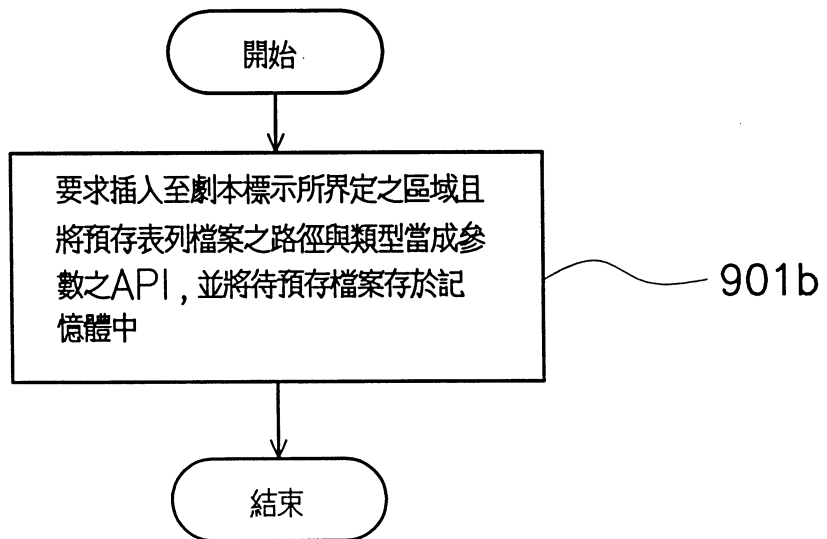 開始
要求插入至劇本標示所界定之區域且
將預存表列檔案之路徑與類型當成參
數之API，並將待預存檔案存於記
憶體中
901b
結束